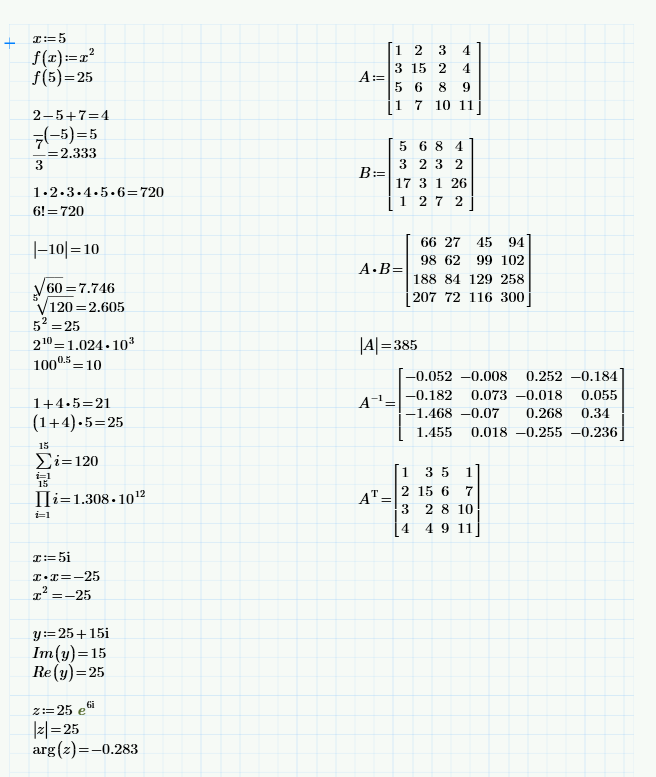 x:=5
f(x):=x²
f(5)=25
2−5+7=4
−(−5)=5
7/3=2.333
1·2·3·4·5·6=720
6!=720
|−10|=10
√60=7.746
⁵√120=2.605
5²=25
2¹⁰=1.024·10³
100^0.5=10
1+4·5=21
(1+4)·5=25
15
∑i=120
i=1
15
∏i=1.308·10¹²
i=1
x:=5i
x·x=−25
x²=−25
y:=25+15i
Im(y)=15
Re(y)=25
z:=25 e^6i
|z|=25
arg(z)=−0.283
A:=[1 2 3 4
3 15 2 4
5 6 8 9
1 7 10 11]
B:=[5 6 8 4
3 2 3 2
17 3 1 26
1 2 7 2]
A·B=[66 27 45 94
98 62 99 102
188 84 129 258
207 72 116 300]
|A|=385
A⁻¹=[−0.052 −0.008 0.252 −0.184
−0.182 0.073 −0.018 0.055
−1.468 −0.07 0.268 0.34
1.455 0.018 −0.255 −0.236]
Aᵀ=[1 3 5 1
2 15 6 7
3 2 8 10
4 4 9 11]